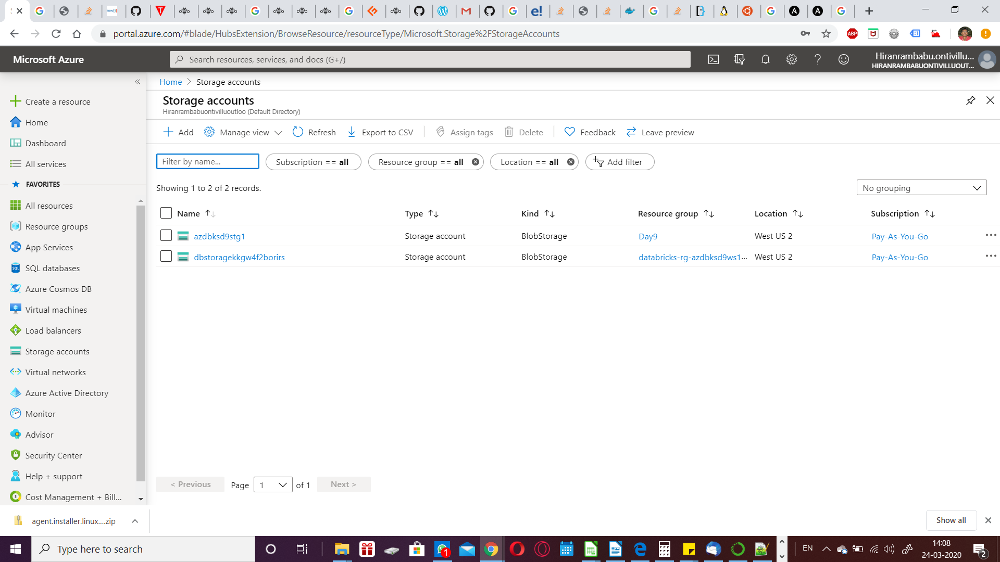 portal.azure.com/#blade/HubsExtension/BrowseResource/resourceType/Microsoft.Storage%2FStorageAccounts
Microsoft Azure
Search resources, services, and docs (G+/)
Hiranrambabu.ontivillu...
HIRANRAMBABUONTIVILLUOUT...
Home > Storage accounts
Storage accounts
Hiranrambabuontivilluoutloo (Default Directory)
Create a resource
Home
Dashboard
All services
FAVORITES
All resources
Resource groups
App Services
SQL databases
Azure Cosmos DB
Virtual machines
Load balancers
Storage accounts
Virtual networks
Azure Active Directory
Monitor
Advisor
Security Center
Help + support
Cost Management + Bill...
Add Manage view Refresh Export to CSV Assign tags Delete Feedback Leave preview
Filter by name... Subscription == all Resource group == all Location == all Add filter
Showing 1 to 2 of 2 records. No grouping
Name Type Kind Resource group Location Subscription
azdbksd9stg1 Storage account BlobStorage Day9 West US 2 Pay-As-You-Go
dbstoragekkgw4f2borirs Storage account BlobStorage databricks-rg-azdbksd9ws1... West US 2 Pay-As-You-Go
< Previous Page 1 of 1 Next >
agent.installer.linux....zip Show all
Type here to search
EN
14:08
24-03-2020